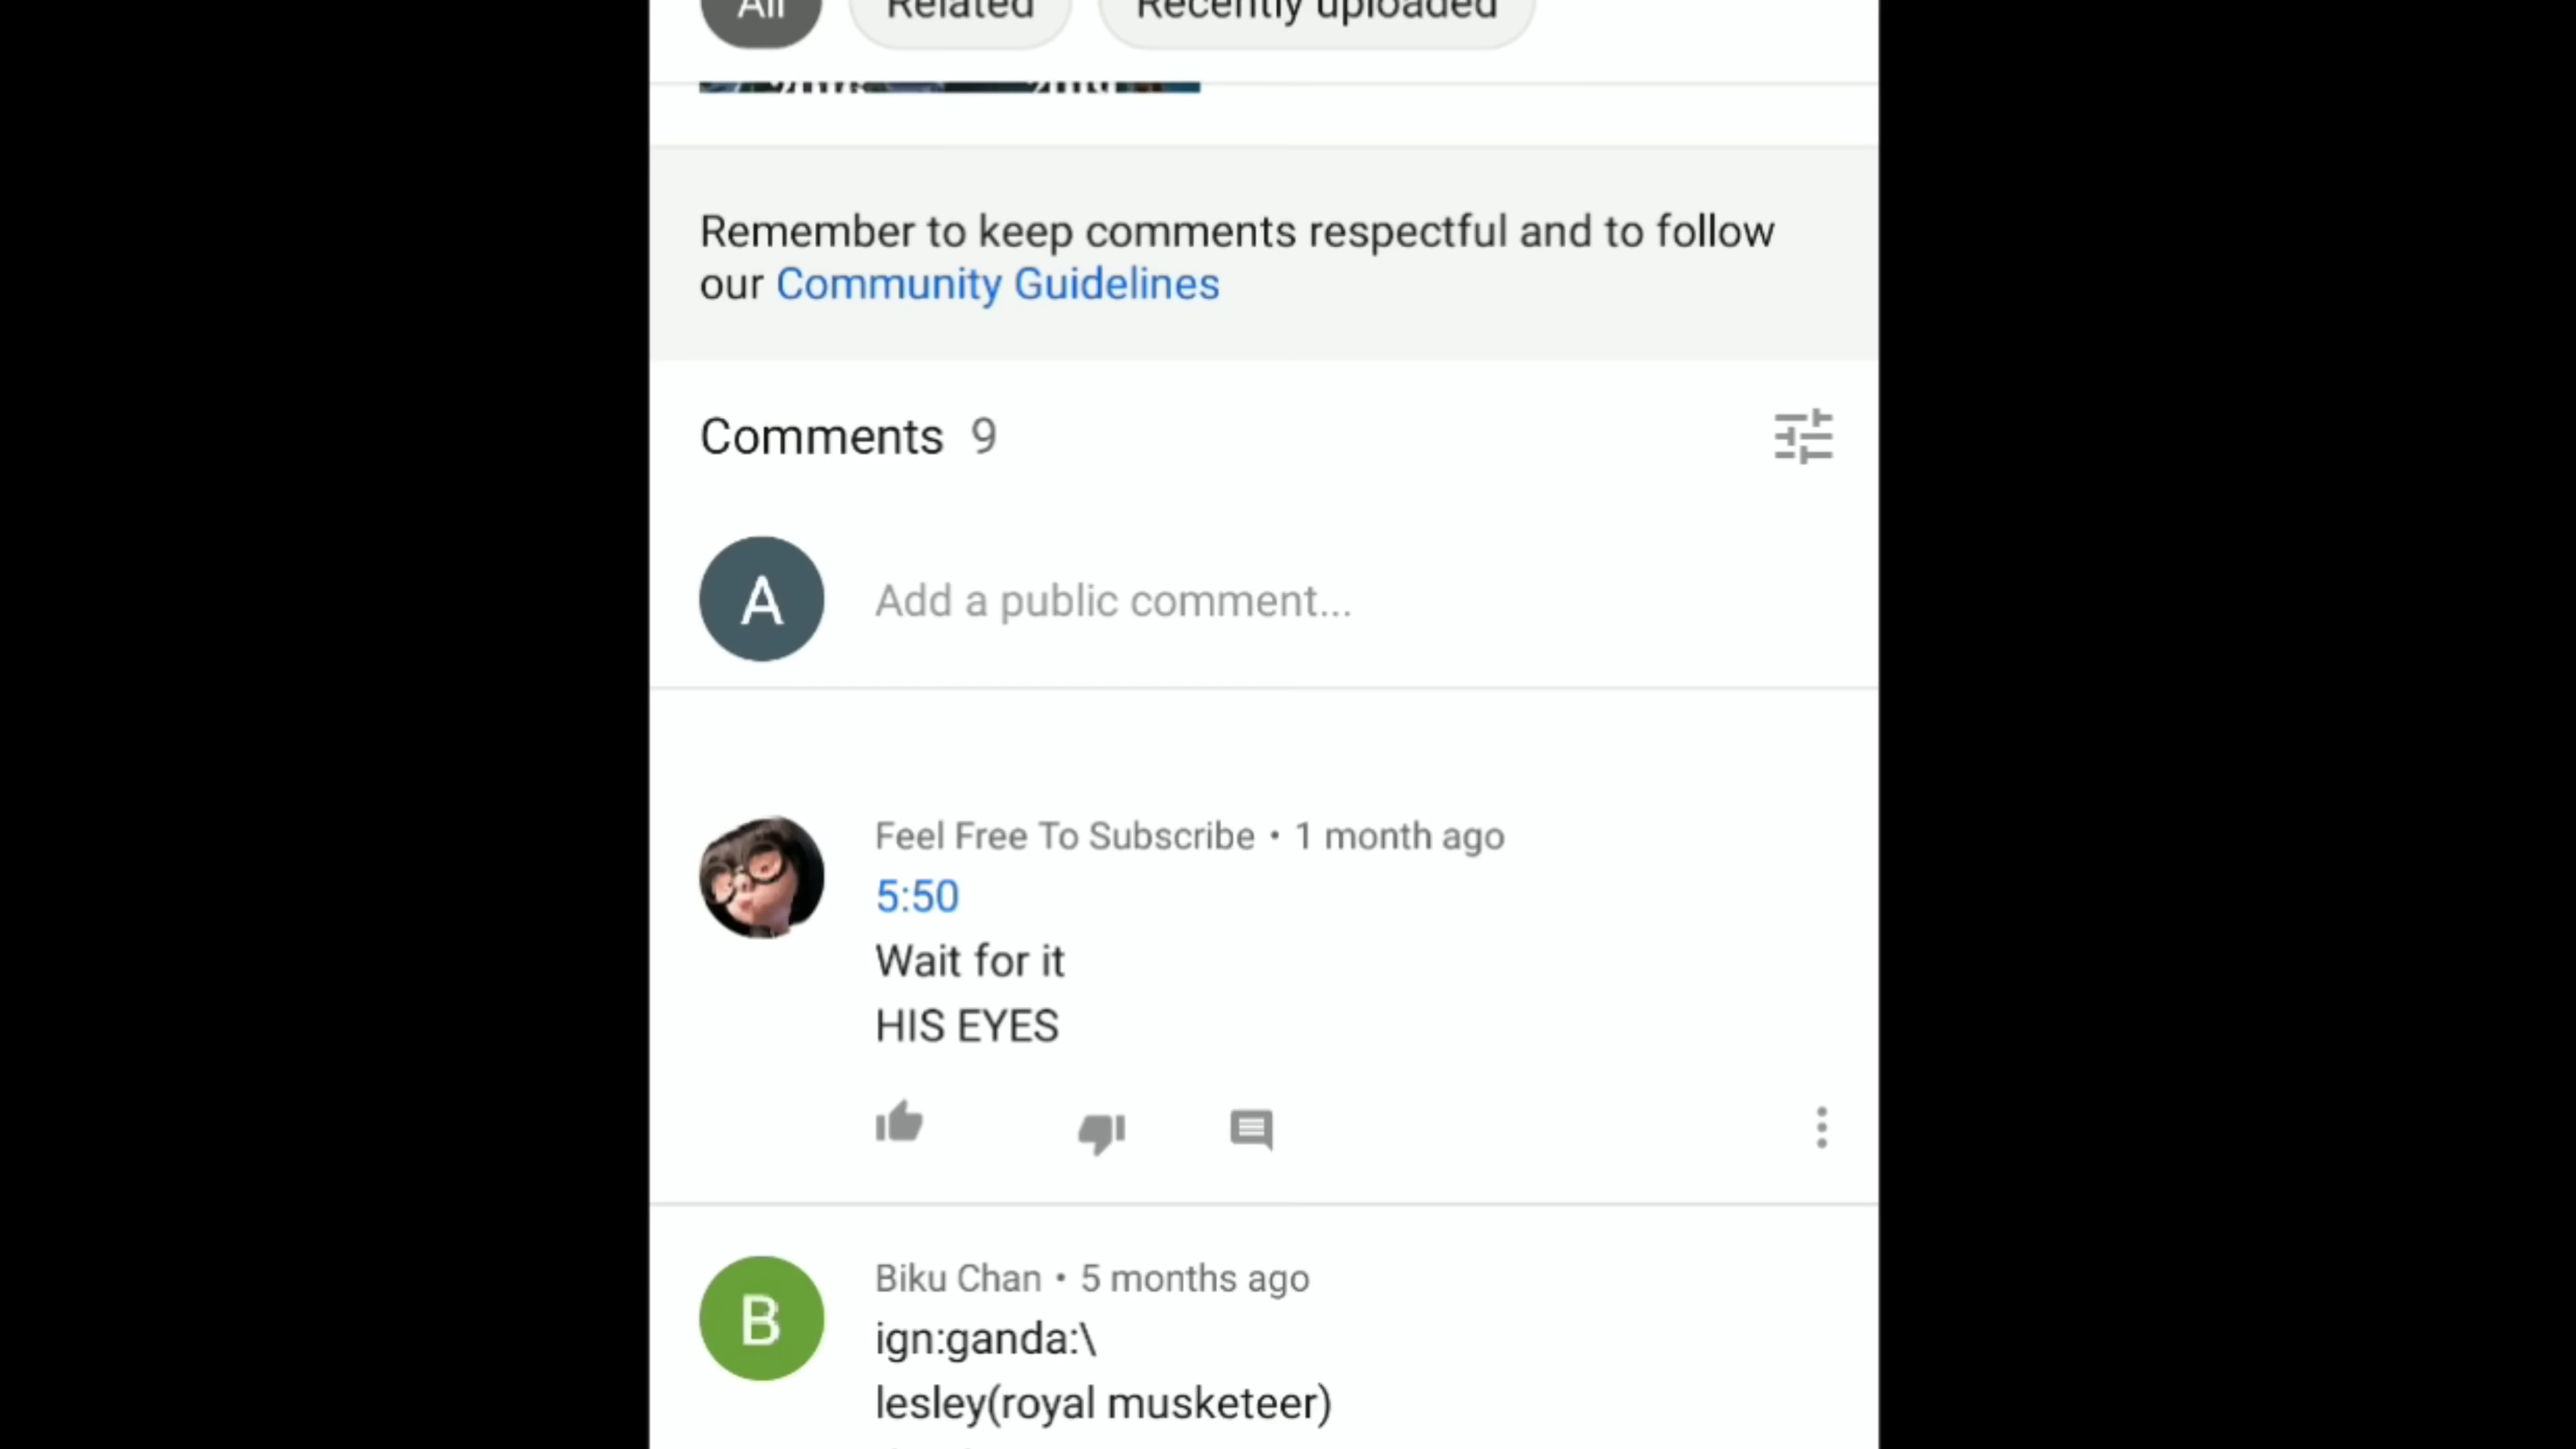 All Related Recently uploaded
Remember to keep comments respectful and to follow
our Community Guidelines
Comments 9
A Add a public comment...
Feel Free To Subscribe • 1 month ago
5:50
Wait for it
HIS EYES
B Biku Chan • 5 months ago
ign:ganda:\
lesley(royal musketeer)